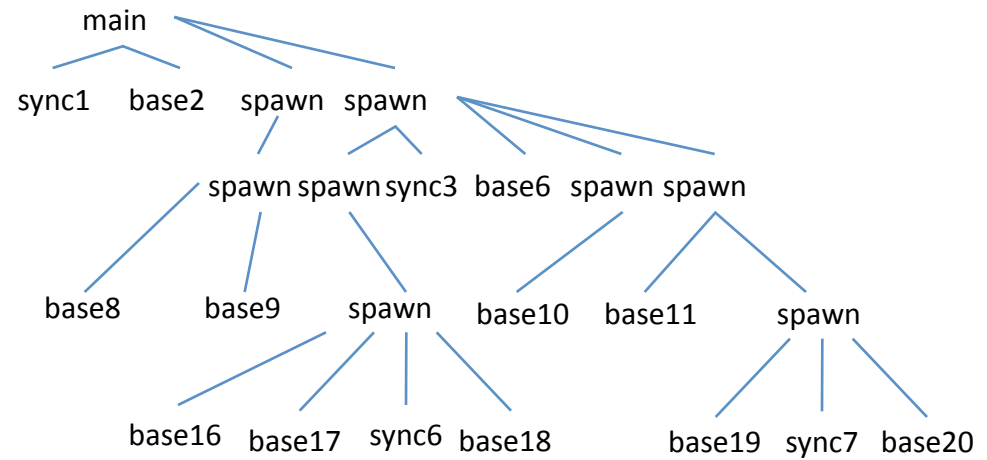 main
sync1 base2 spawn spawn
spawn spawn sync3 base6 spawn spawn
base8 base9 spawn base10 base11 spawn
base16 base17 sync6 base18 base19 sync7 base20